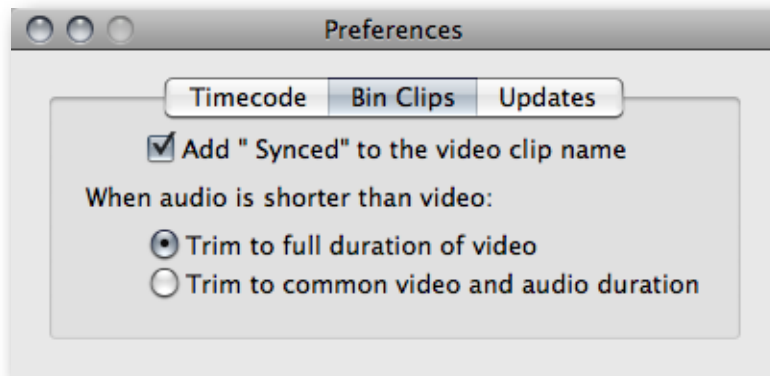 Preferences
Timecode Bin Clips Updates
Add " Synced" to the video clip name
When audio is shorter than video:
Trim to full duration of video
Trim to common video and audio duration